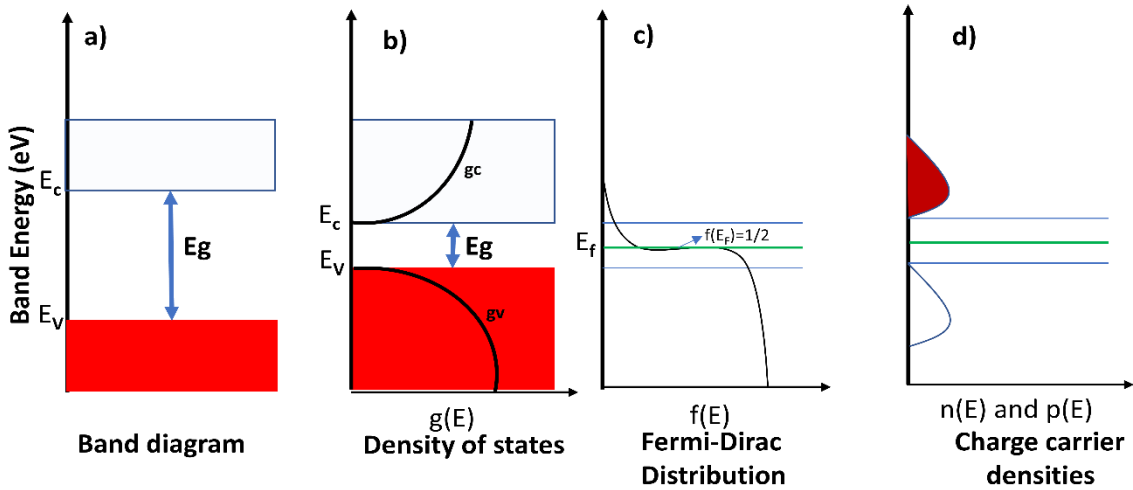 a)
b)
c)
d)
Band Energy (eV)
Ec
Eg
EV
gc
Ec
Eg
EV
gv
Ef
f(EF)=1/2
g(E)
f(E)
n(E) and p(E)
Band diagram
Density of states
Fermi-Dirac
Distribution
Charge carrier
densities